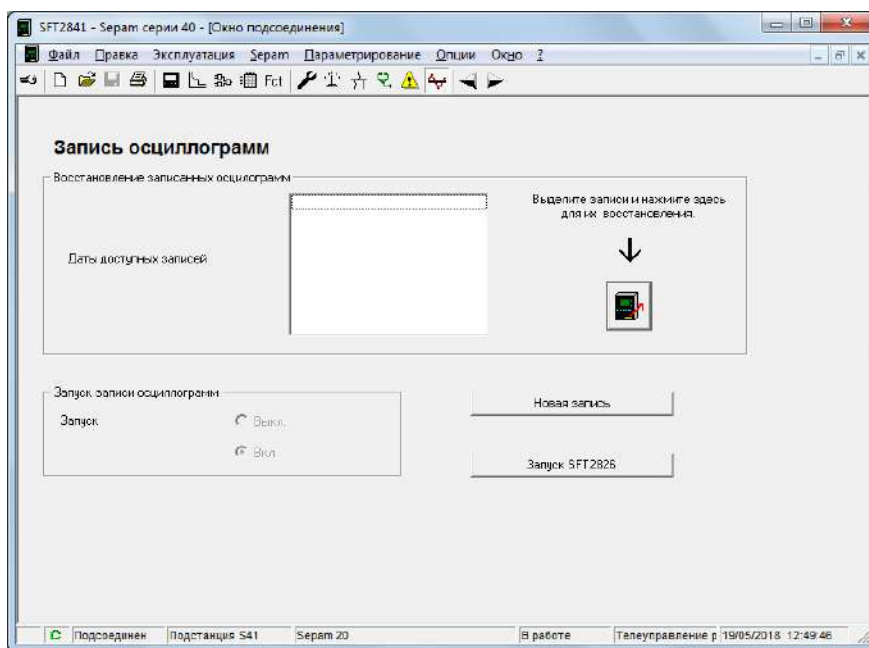 SFT2841 - Sepam серии 40 - [Окно подсоединения]
Файл Правка Эксплуатация Sepam Параметрирование Опции Окно ?
Fct
Запись осциллограмм
Восстановление записанных осцилограмм
Выделите записи и нажмите здесь
для их восстановления.
Даты доступных записей
Запуск записи осциллограмм
Запуск
Выкл.
Вкл
Новая запись
Запуск SFT2826
Подсоединен Подстанция S41 Sepam 20 В работе Телеуправление р 19/05/2018 12:49:46